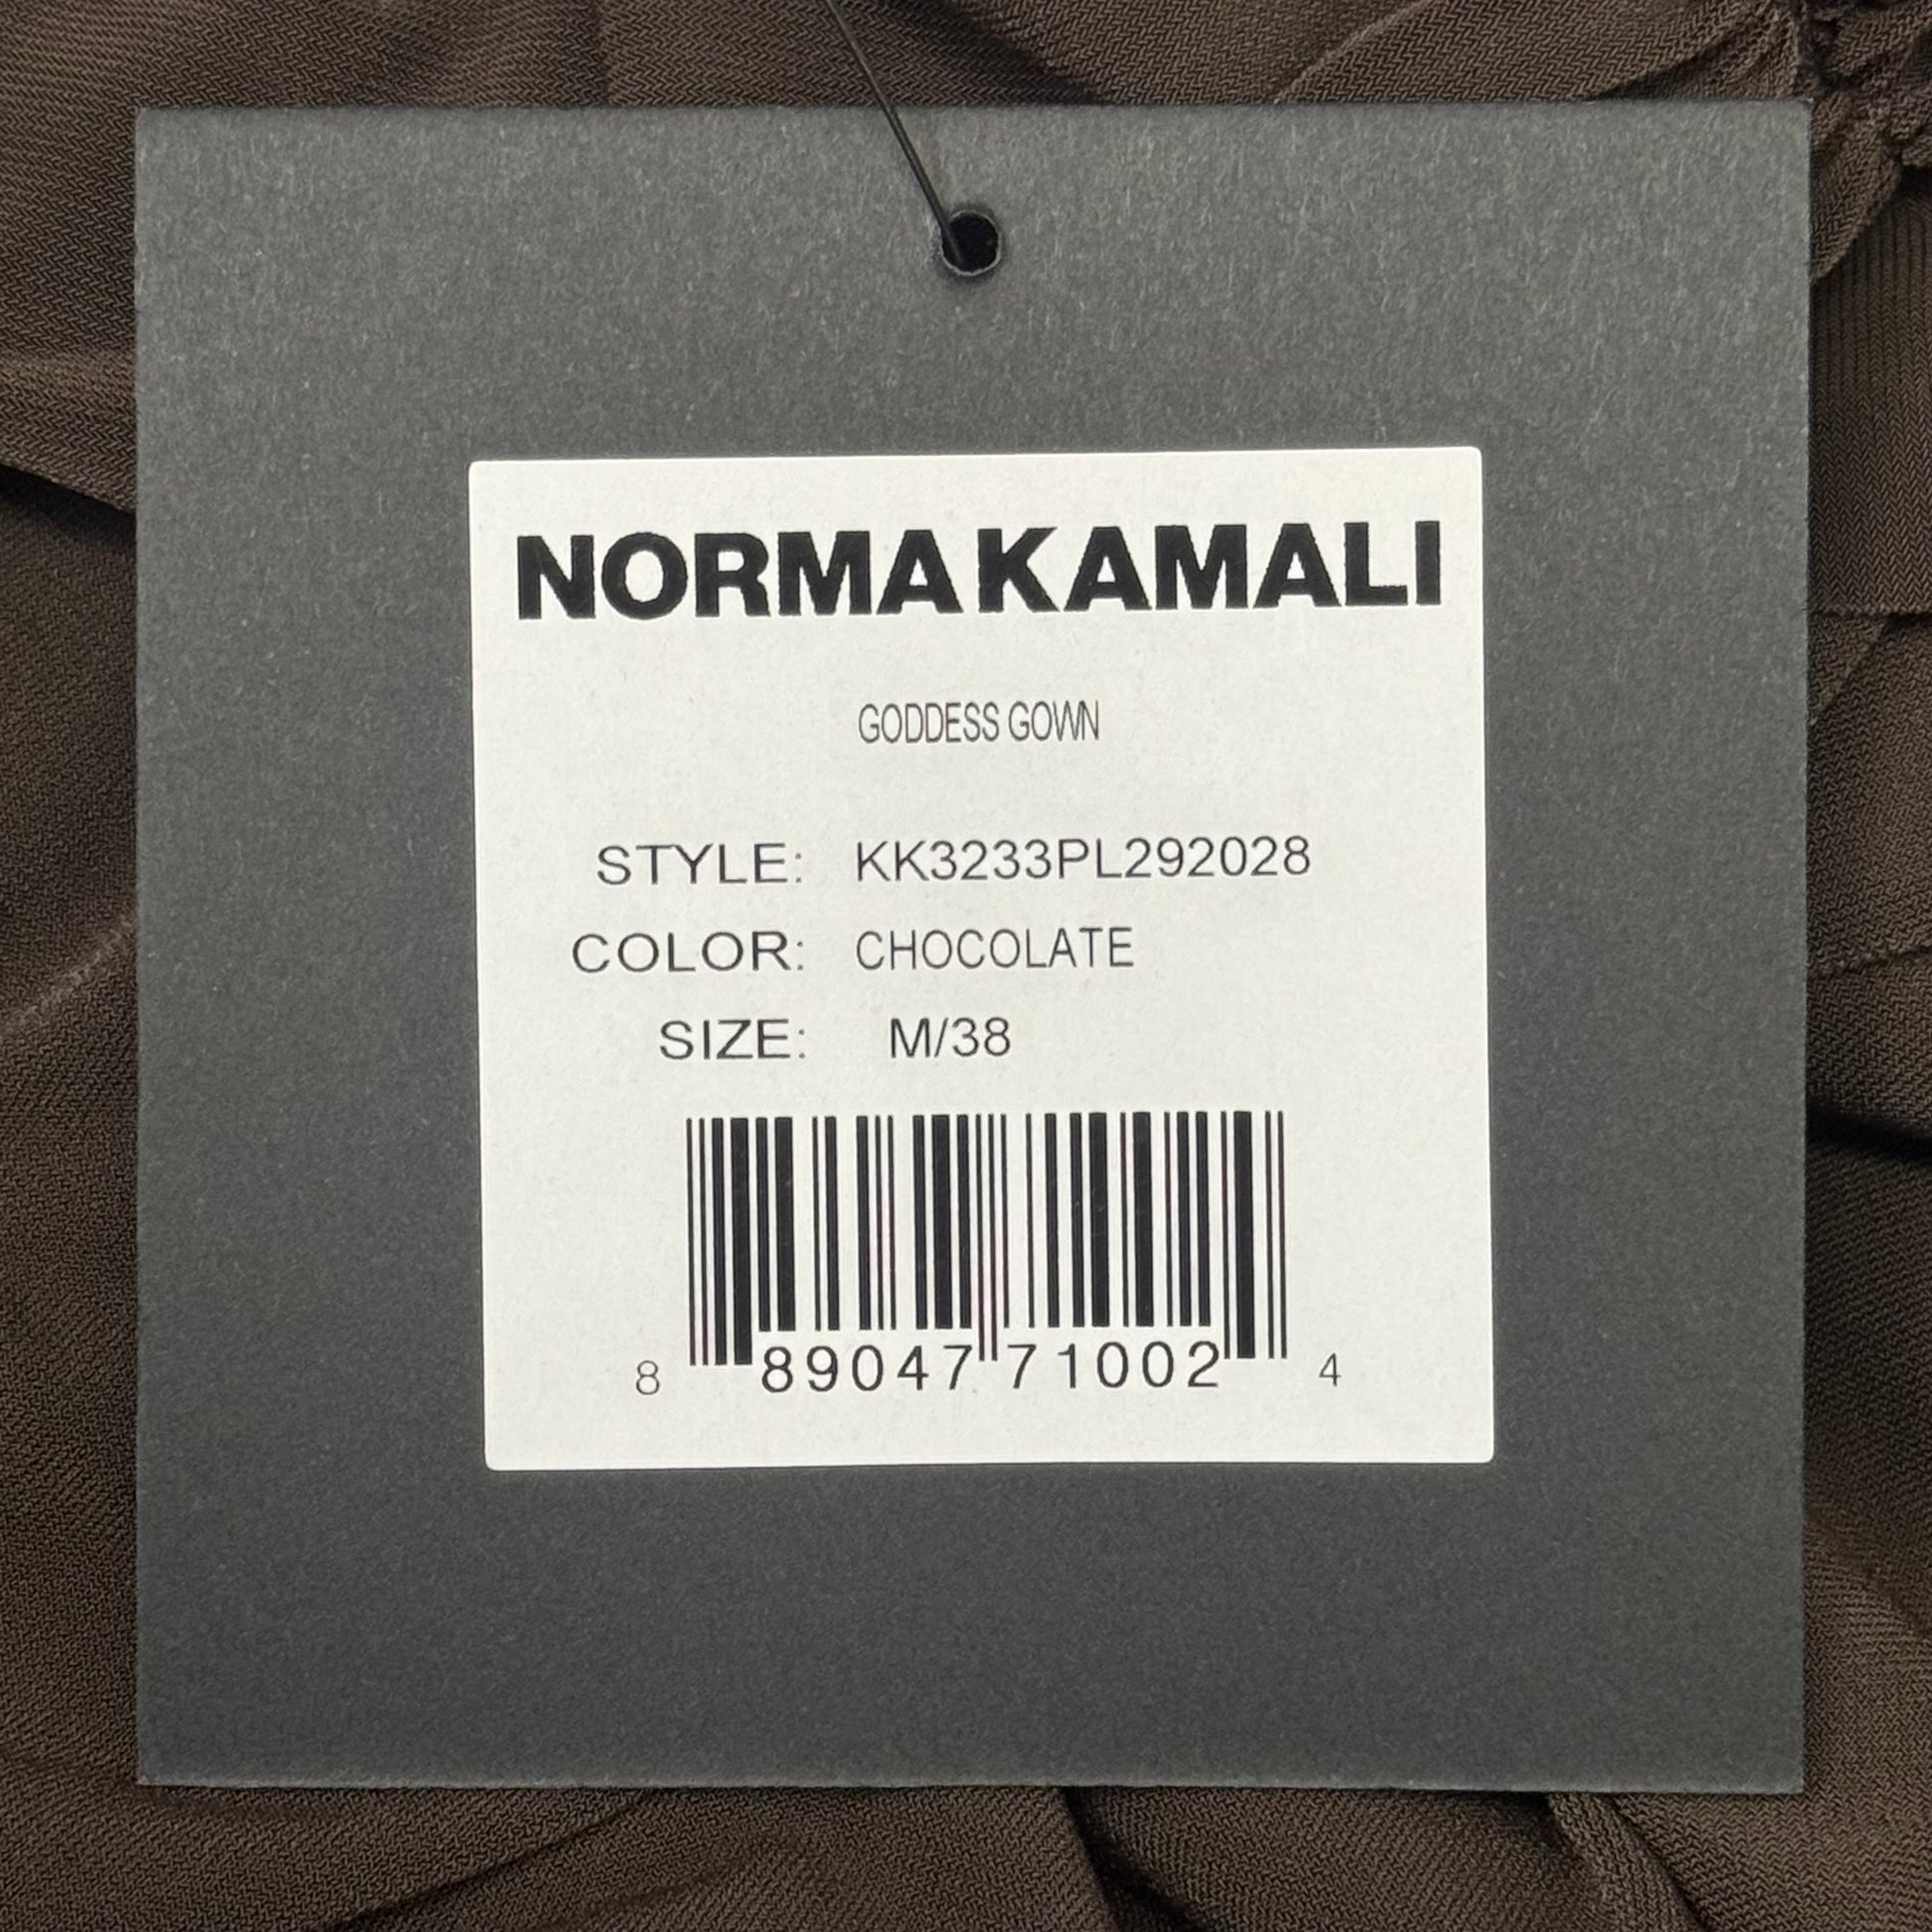 NORMA KAMALI
GODDESS GOWN
STYLE: KK3233PL292028
COLOR: CHOCOLATE
SIZE: M/38
8 89047 71002 4